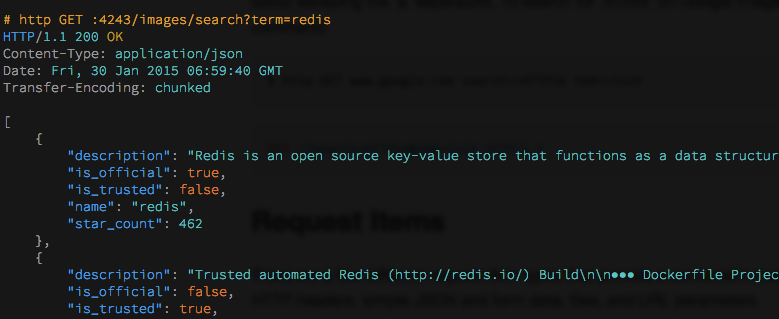 # http GET :4243/images/search?term=redis
HTTP/1.1 200 OK
Content-Type: application/json
Date: Fri, 30 Jan 2015 06:59:40 GMT
Transfer-Encoding: chunked
[
    {
        "description": "Redis is an open source key-value store that functions as a data structur
        "is_official": true,
        "is_trusted": false,
        "name": "redis",
        "star_count": 462
    },
Request Items
    {
        "description": "Trusted automated Redis (http://redis.io/) Build\n\n●●● Dockerfile Projec
        "is_official": false,
        "is_trusted": true,